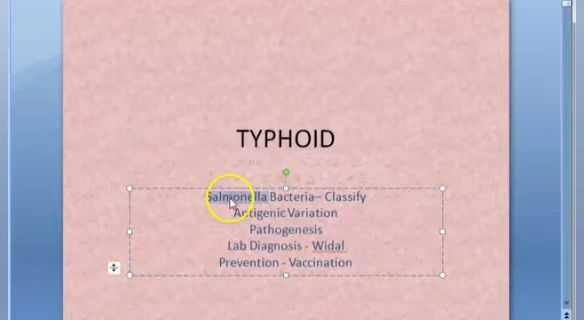 TYPHOID
Salmonella Bacteria– Classify
Antigenic Variation
Pathogenesis
Lab Diagnosis - Widal
Prevention - Vaccination